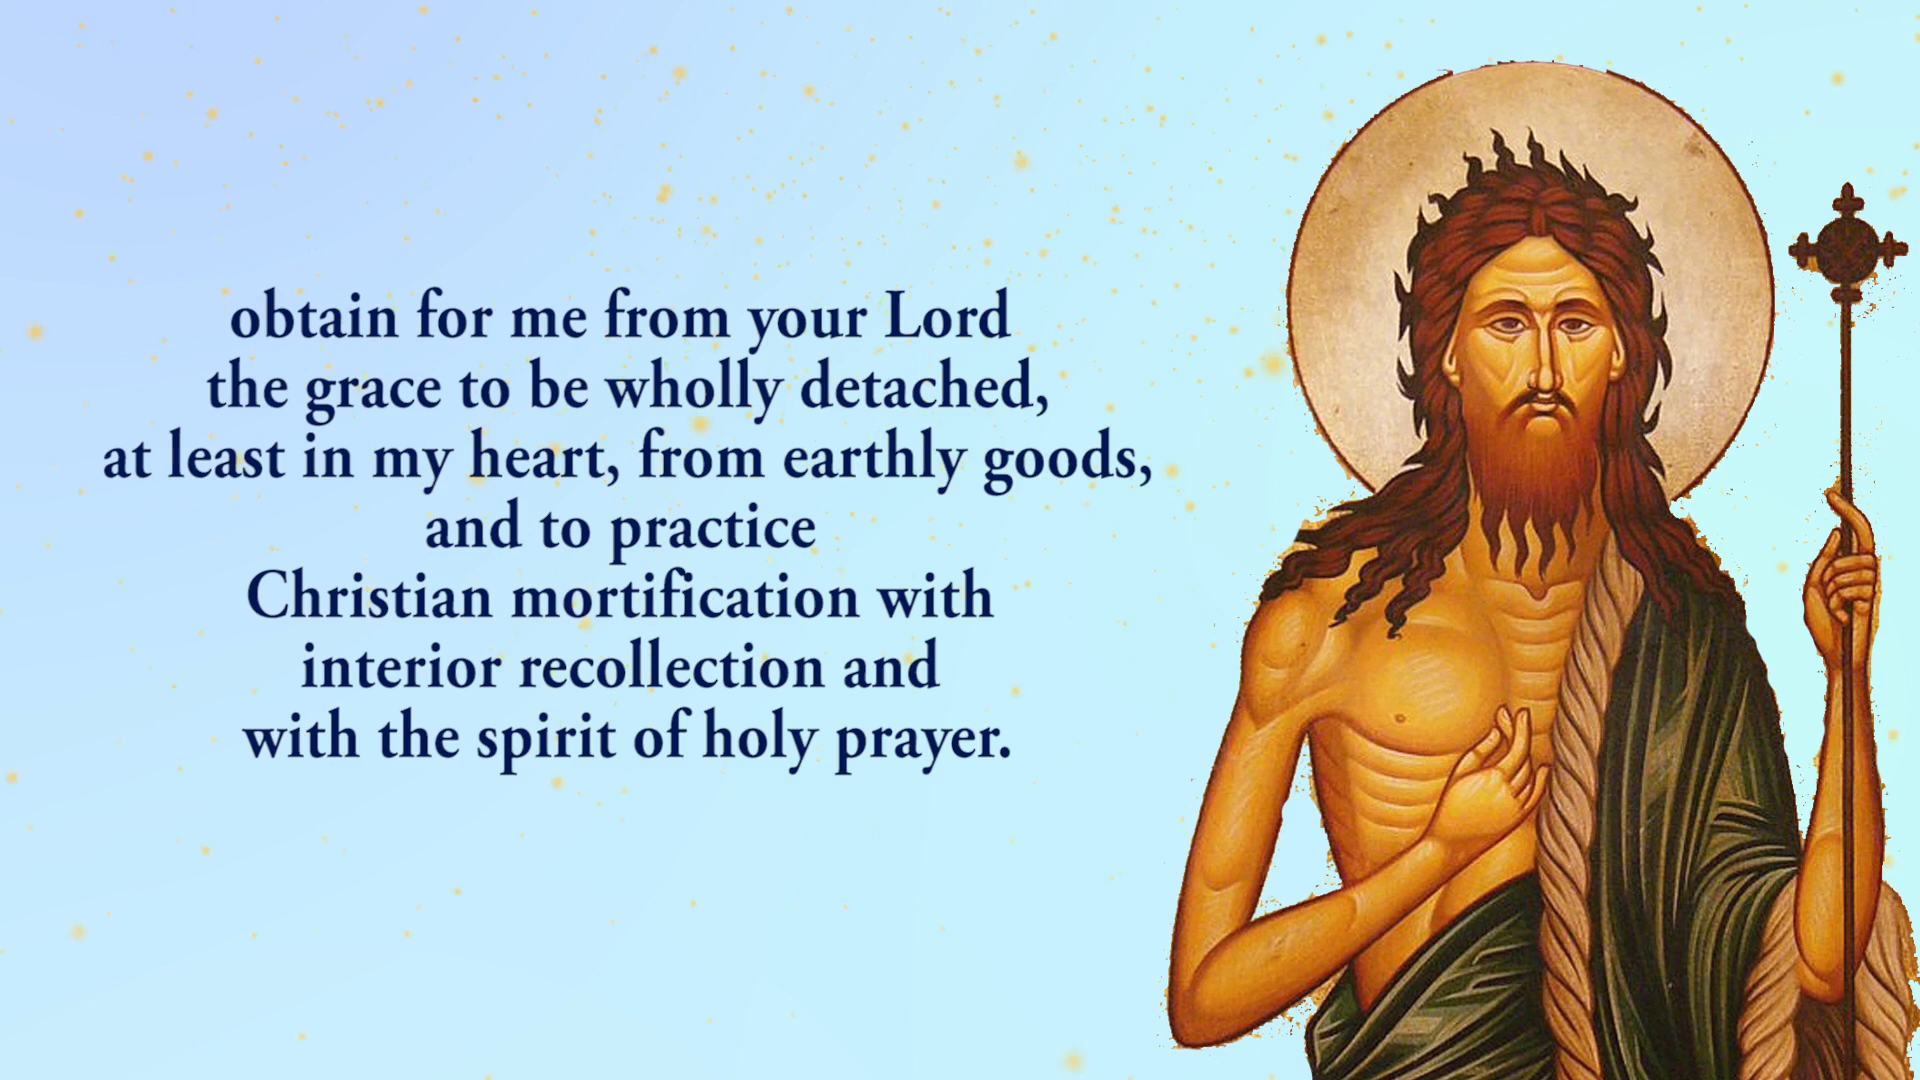 obtain for me from your Lord
the grace to be wholly detached,
at least in my heart, from earthly goods,
and to practice
Christian mortification with
interior recollection and
with the spirit of holy prayer.